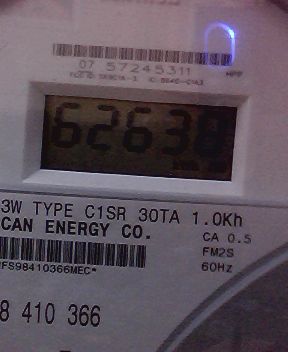 07 57245311
62638
3W TYPE C1SR 30TA 1.0Kh
CAN ENERGY CO.
CA 0.5
FM2S
60Hz
*FS98410366MEC*
8 410 366